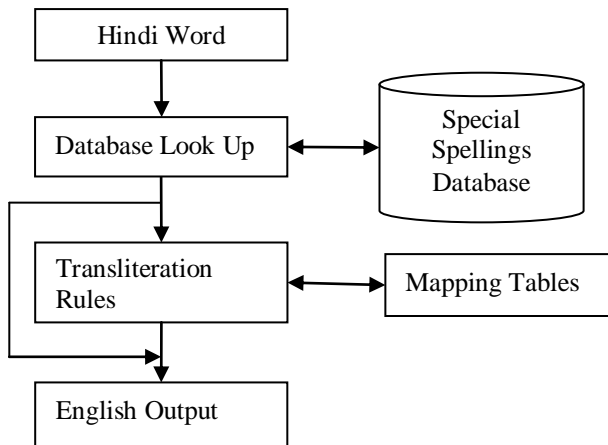 Hindi Word
Database Look Up
Special
Spellings
Database
Transliteration
Rules
Mapping Tables
English Output